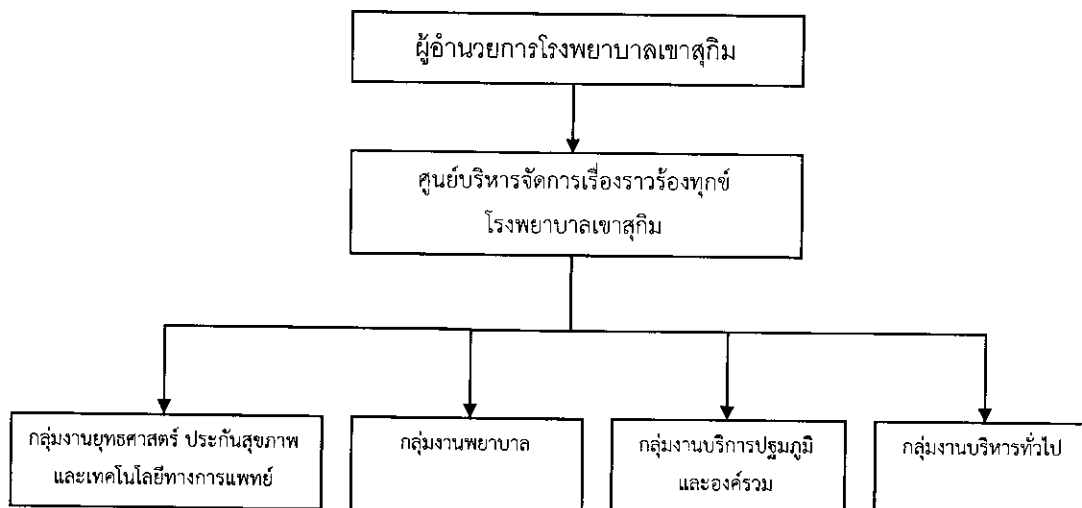 ผู้อำนวยการโรงพยาบาลเขาสุกิม
ศูนย์บริหารจัดการเรื่องราวร้องทุกข์
โรงพยาบาลเขาสุกิม
กลุ่มงานยุทธศาสตร์ ประกันสุขภาพ
และเทคโนโลยีทางการแพทย์
กลุ่มงานพยาบาล
กลุ่มงานบริการปฐมภูมิ
และองค์รวม
กลุ่มงานบริหารทั่วไป